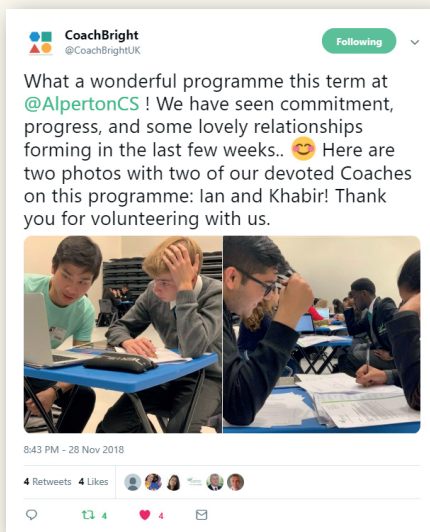 CoachBright
@CoachBrightUK
Following
What a wonderful programme this term at
@AlpertonCS ! We have seen commitment,
progress, and some lovely relationships
forming in the last few weeks.. 😊 Here are
two photos with two of our devoted Coaches
on this programme: Ian and Khabir! Thank
you for volunteering with us.
8:43 PM - 28 Nov 2018
4 Retweets 4 Likes
4 4